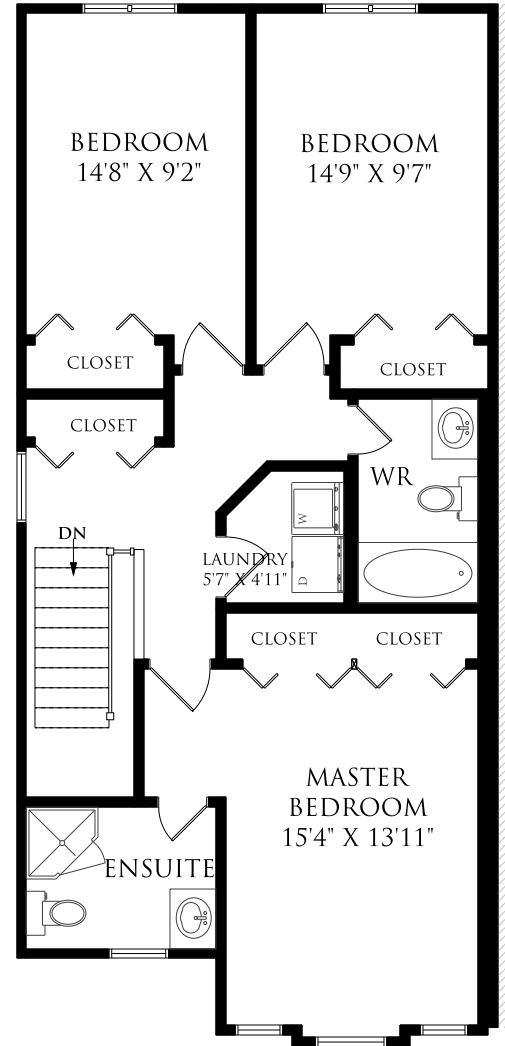 BEDROOM
14'8" X 9'2"
BEDROOM
14'9" X 9'7"
CLOSET
CLOSET
CLOSET
WR
W
DN
LAUNDRY
5'7" X 4'11"
D
CLOSET
CLOSET
MASTER
BEDROOM
15'4" X 13'11"
ENSUITE